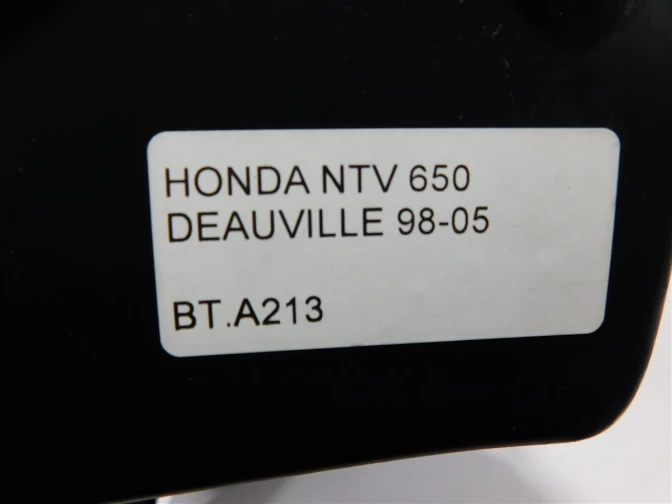 HONDA NTV 650
DEAUVILLE 98-05
BT.A213